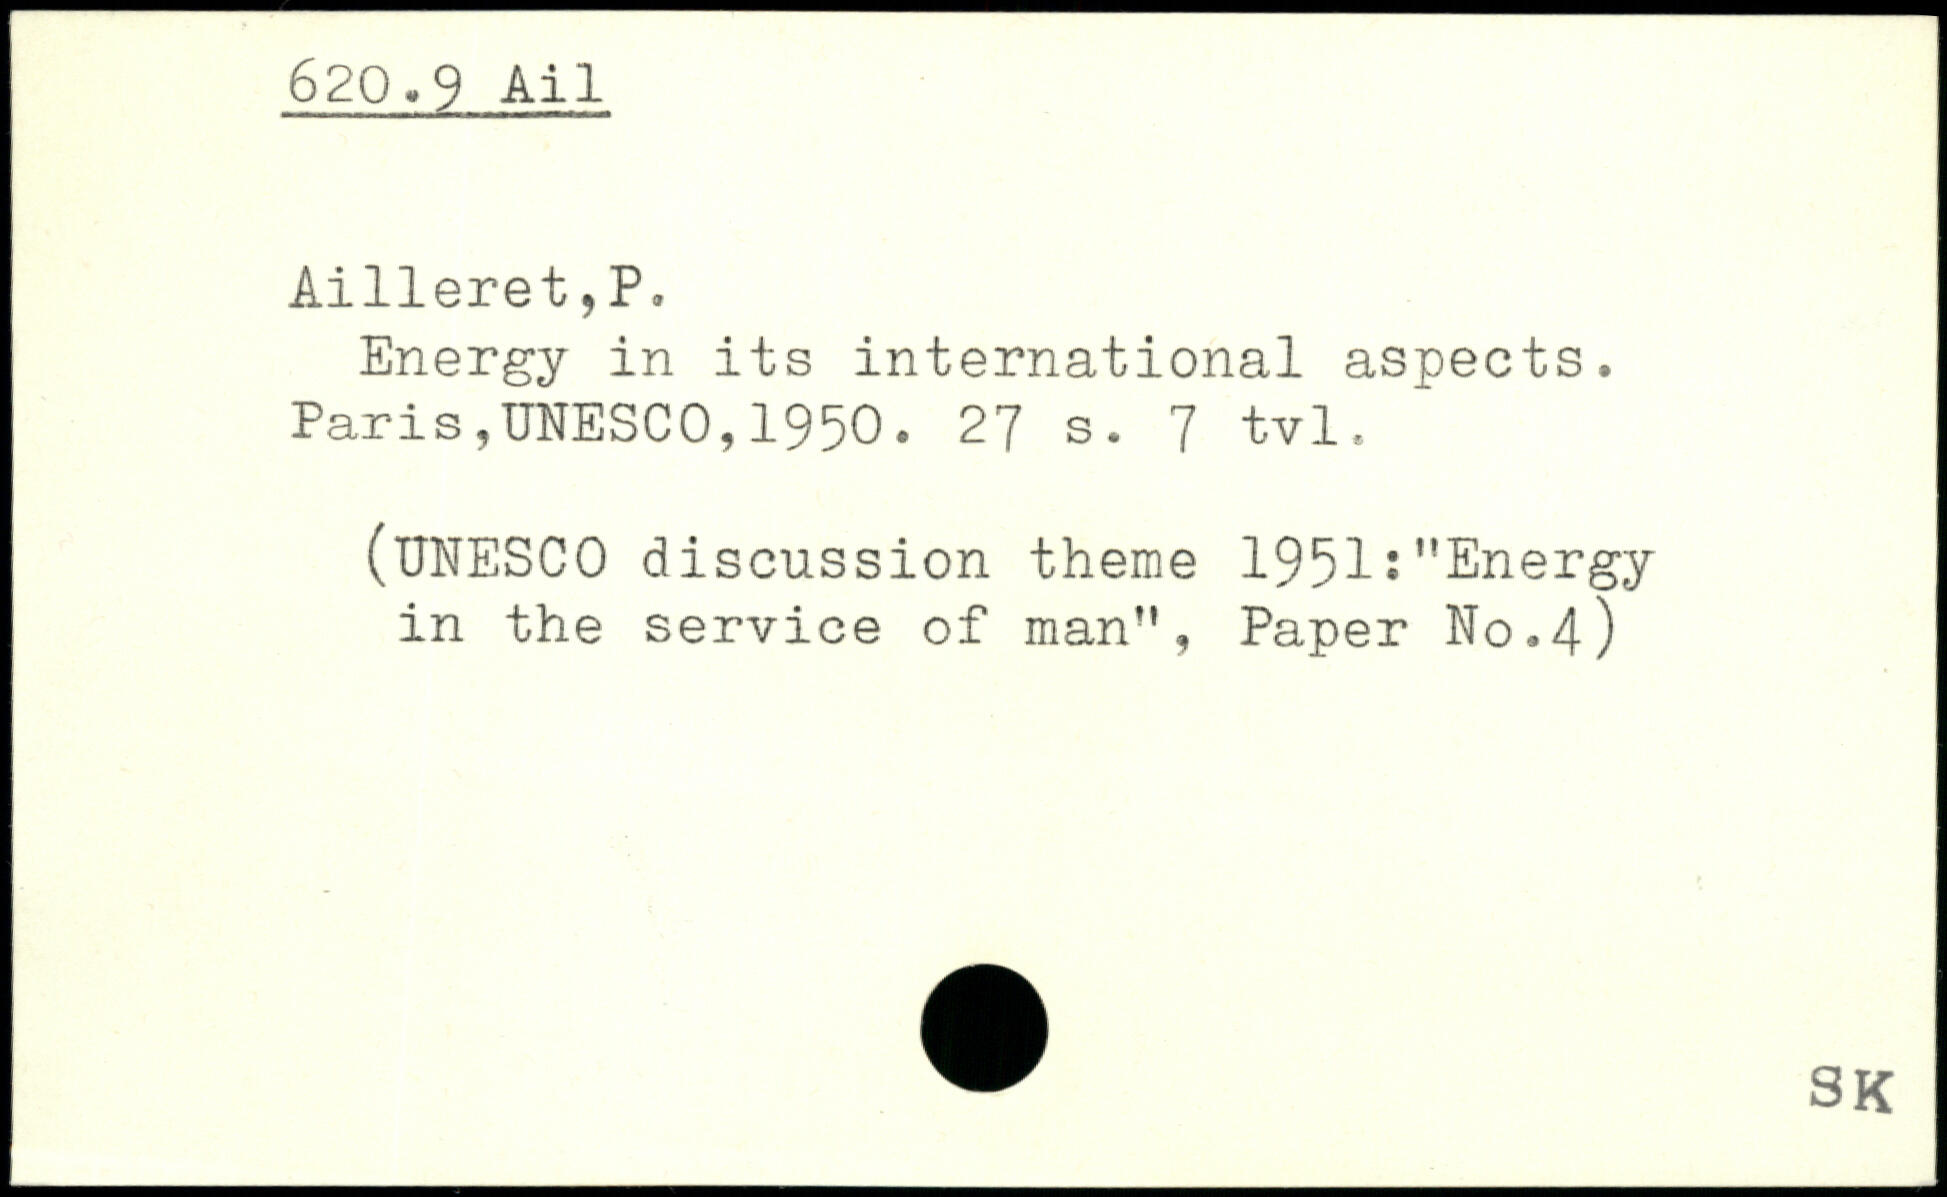 620.9 Ail
Ailleret,P.
Energy in its international aspects.
Paris,UNESCO,1950. 27 s. 7 tvl.
(UNESCO discussion theme 1951:"Energy
in the service of man", Paper No.4)
SK